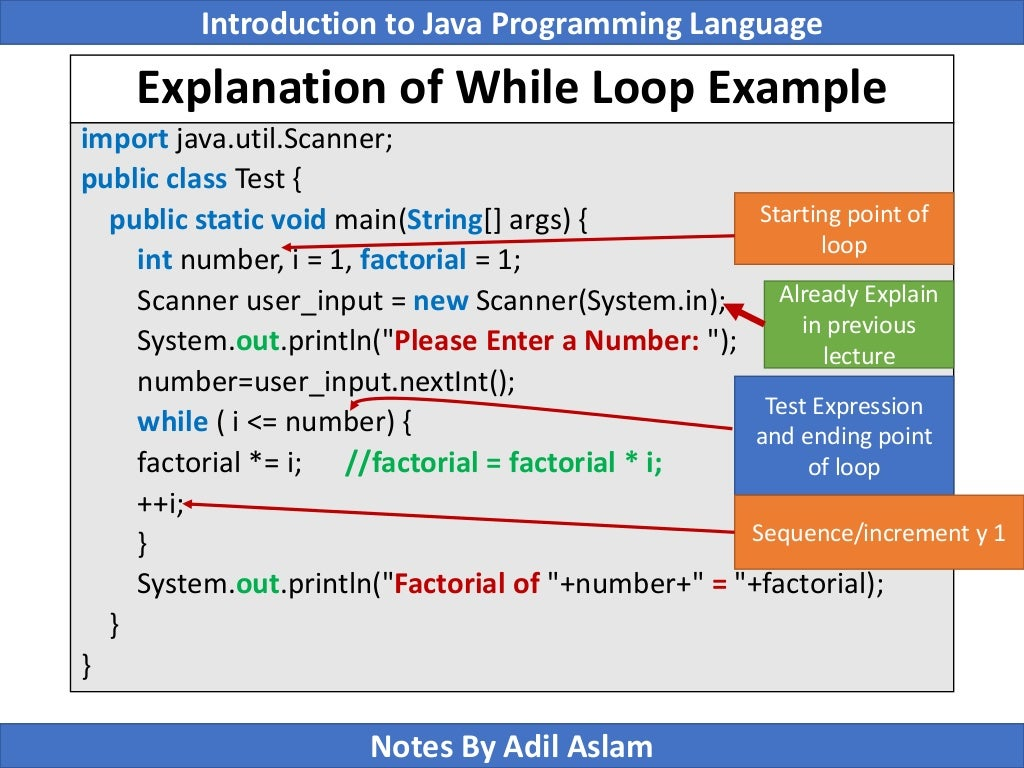 Introduction to Java Programming Language
Explanation of While Loop Example
import java.util.Scanner;
public class Test {
public static void main(String[] args) {
int number, i = 1, factorial = 1;
Scanner user_input = new Scanner(System.in);
System.out.println("Please Enter a Number: ");
number=user_input.nextInt();
while ( i <= number) {
factorial *= i; //factorial = factorial * i;
++i;
}
System.out.println("Factorial of "+number+" = "+factorial);
}
}
Starting point of
loop
Already Explain
in previous
lecture
Test Expression
and ending point
of loop
Sequence/increment y 1
Notes By Adil Aslam